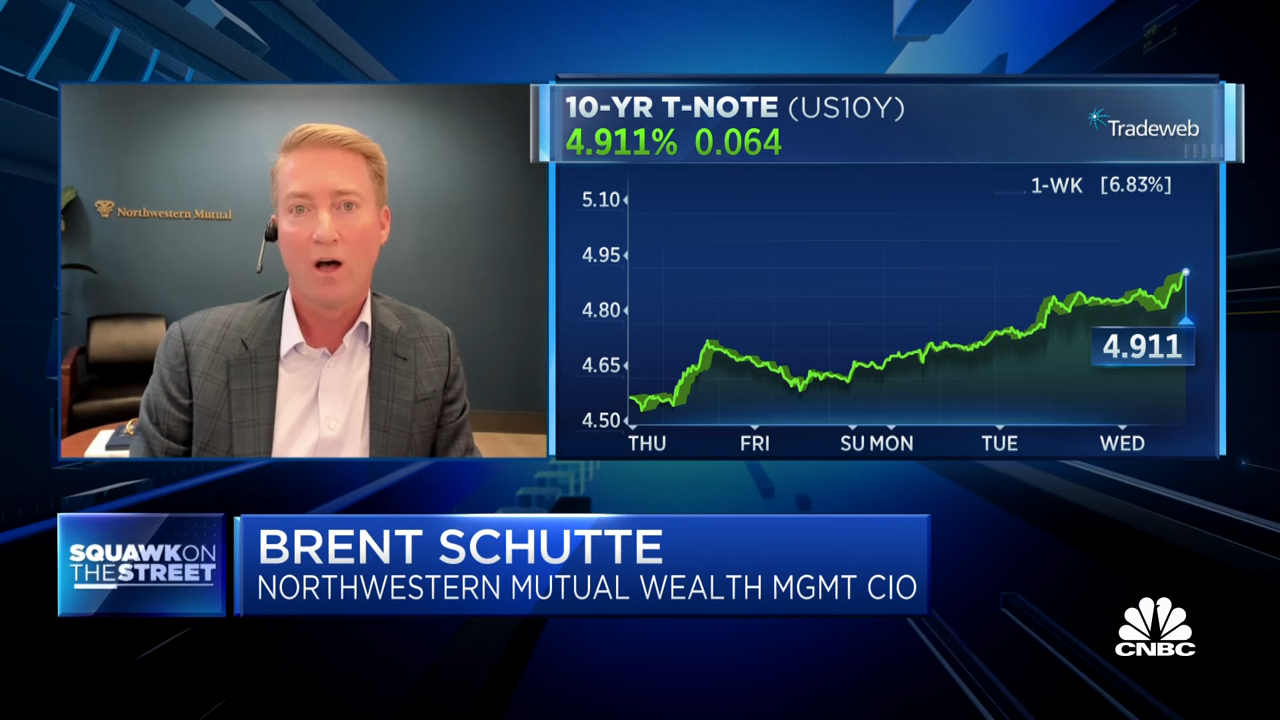 Northwestern Mutual
10-YR T-NOTE (US10Y)
4.911% 0.064
Tradeweb
1-WK [6.83%]
5.10
4.95
4.80
4.65
4.50
4.911
THU FRI SU MON TUE WED
SQUAWK ON
THE STREET
BRENT SCHUTTE
NORTHWESTERN MUTUAL WEALTH MGMT CIO
CNBC